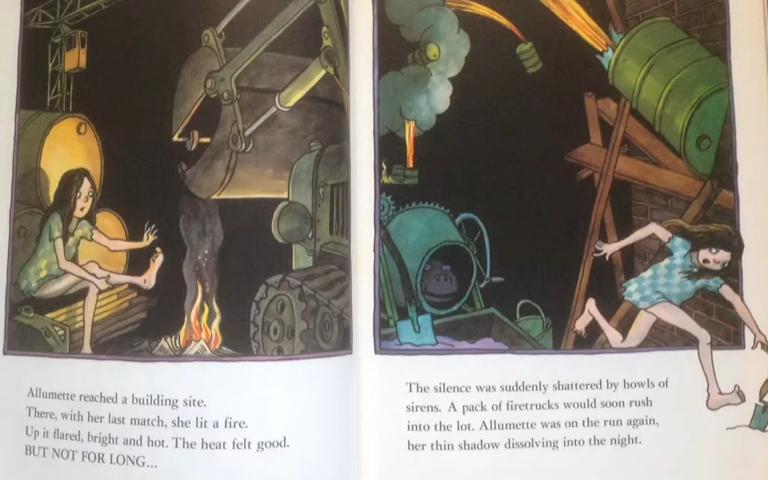 Allumette reached a building site.
There, with her last match, she lit a fire.
Up it flared, bright and hot. The heat felt good.
BUT NOT FOR LONG...
The silence was suddenly shattered by howls of
sirens. A pack of firetrucks would soon rush
into the lot. Allumette was on the run again,
her thin shadow dissolving into the night.